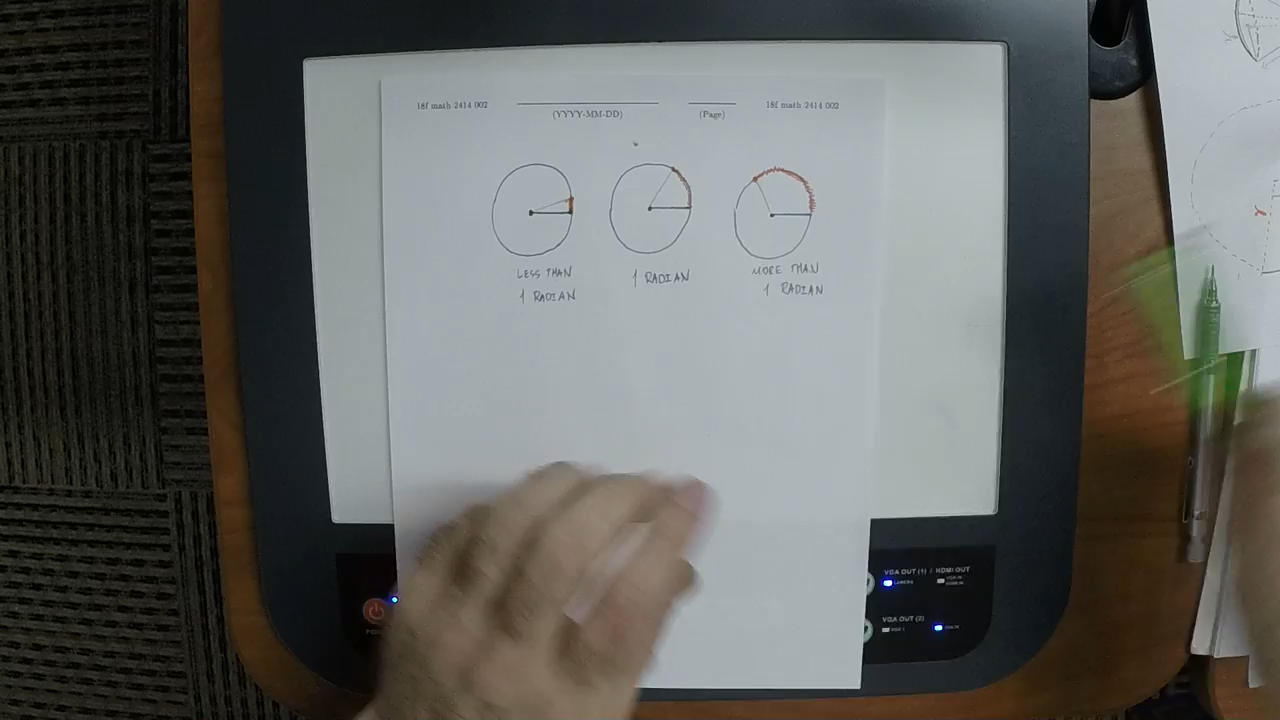 18f math 2414 002
(YYYY-MM-DD)
(Page)
18f math 2414 002
LESS THAN
1 RADIAN
1 RADIAN
MORE THAN
1 RADIAN
VGA OUT (1) / HDMI OUT
CAMERA
VGA OUT (2)